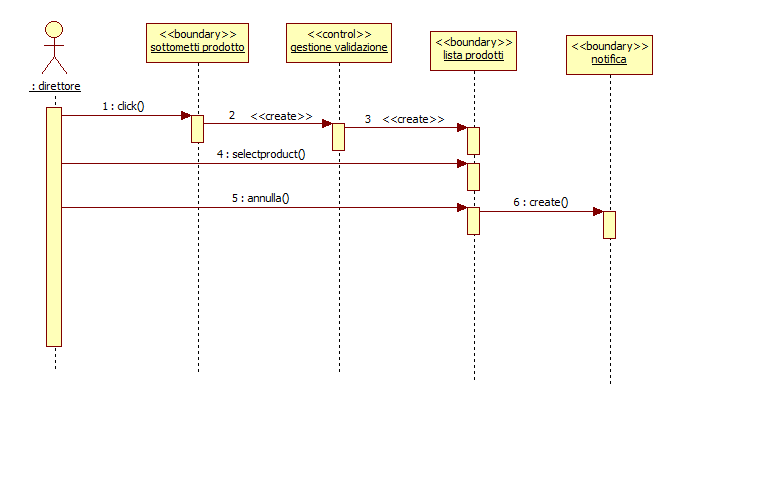 <<boundary>>
sottometti prodotto
<<control>>
gestione validazione
<<boundary>>
lista prodotti
<<boundary>>
notifica
: direttore
1 : click()
2 <<create>>
3 <<create>>
4 : selectproduct()
5 : annulla()
6 : create()